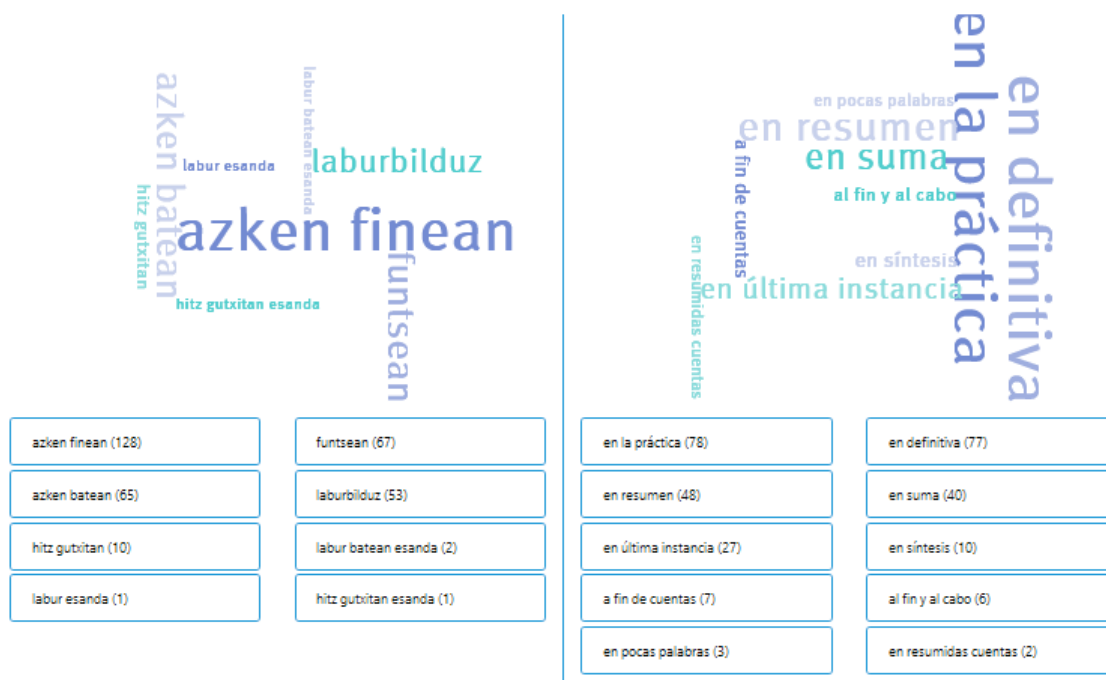 azken batean
labur batean esanda
labur esanda
laburbilduz
hitz gutxitan
azken finean
funtsean
hitz gutxitan esanda
azken finean (128)
funtsean (67)
azken batean (65)
laburbilduz (53)
hitz gutxitan (10)
labur batean esanda (2)
labur esanda (1)
hitz gutxitan esanda (1)
en la práctica
en definitiva
en pocas palabras
en resumen
a fin de cuentas
en suma
al fin y al cabo
en resumidas cuentas
en síntesis
en última instancia
en la práctica (78)
en definitiva (77)
en resumen (48)
en suma (40)
en última instancia (27)
en síntesis (10)
a fin de cuentas (7)
al fin y al cabo (6)
en pocas palabras (3)
en resumidas cuentas (2)